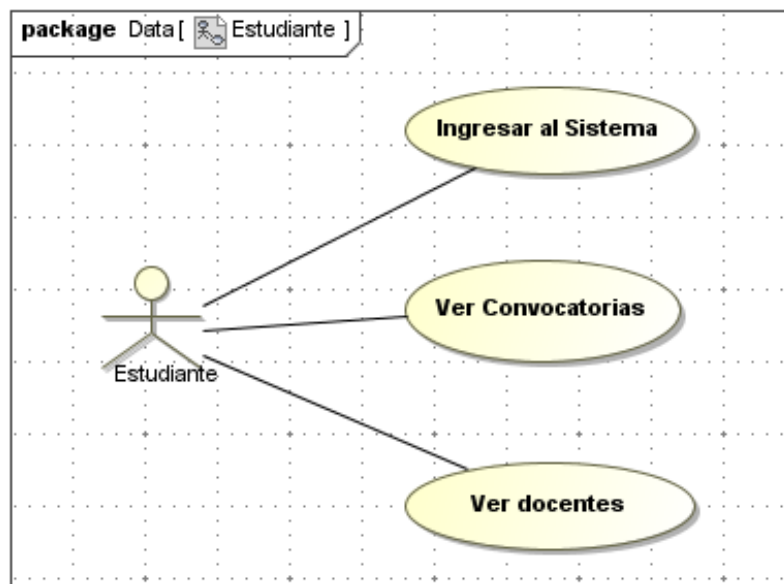 package Data [ Estudiante ]
Ingresar al Sistema
Ver Convocatorias
Estudiante
Ver docentes